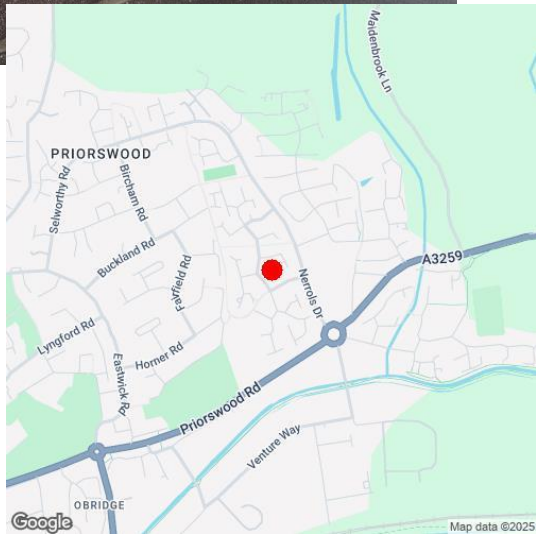 Maidenbrook Ln
PRIORSWOOD
Selworthy Rd
Bircham Rd
Buckland Rd
Fairfield Rd
Nerrols Dr
A3259
Lyngford Rd
Eastwick Rd
Horner Rd
Priorswood Rd
Venture Way
OBRIDGE
Google
Map data ©2025